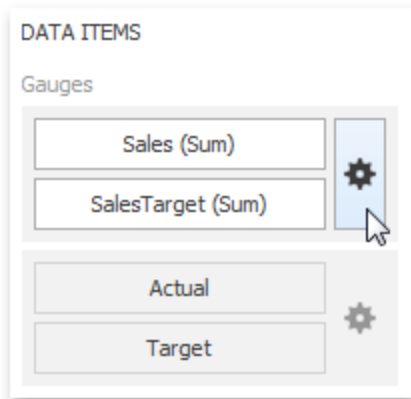 DATA ITEMS
Gauges
Sales (Sum)
SalesTarget (Sum)
Actual
Target